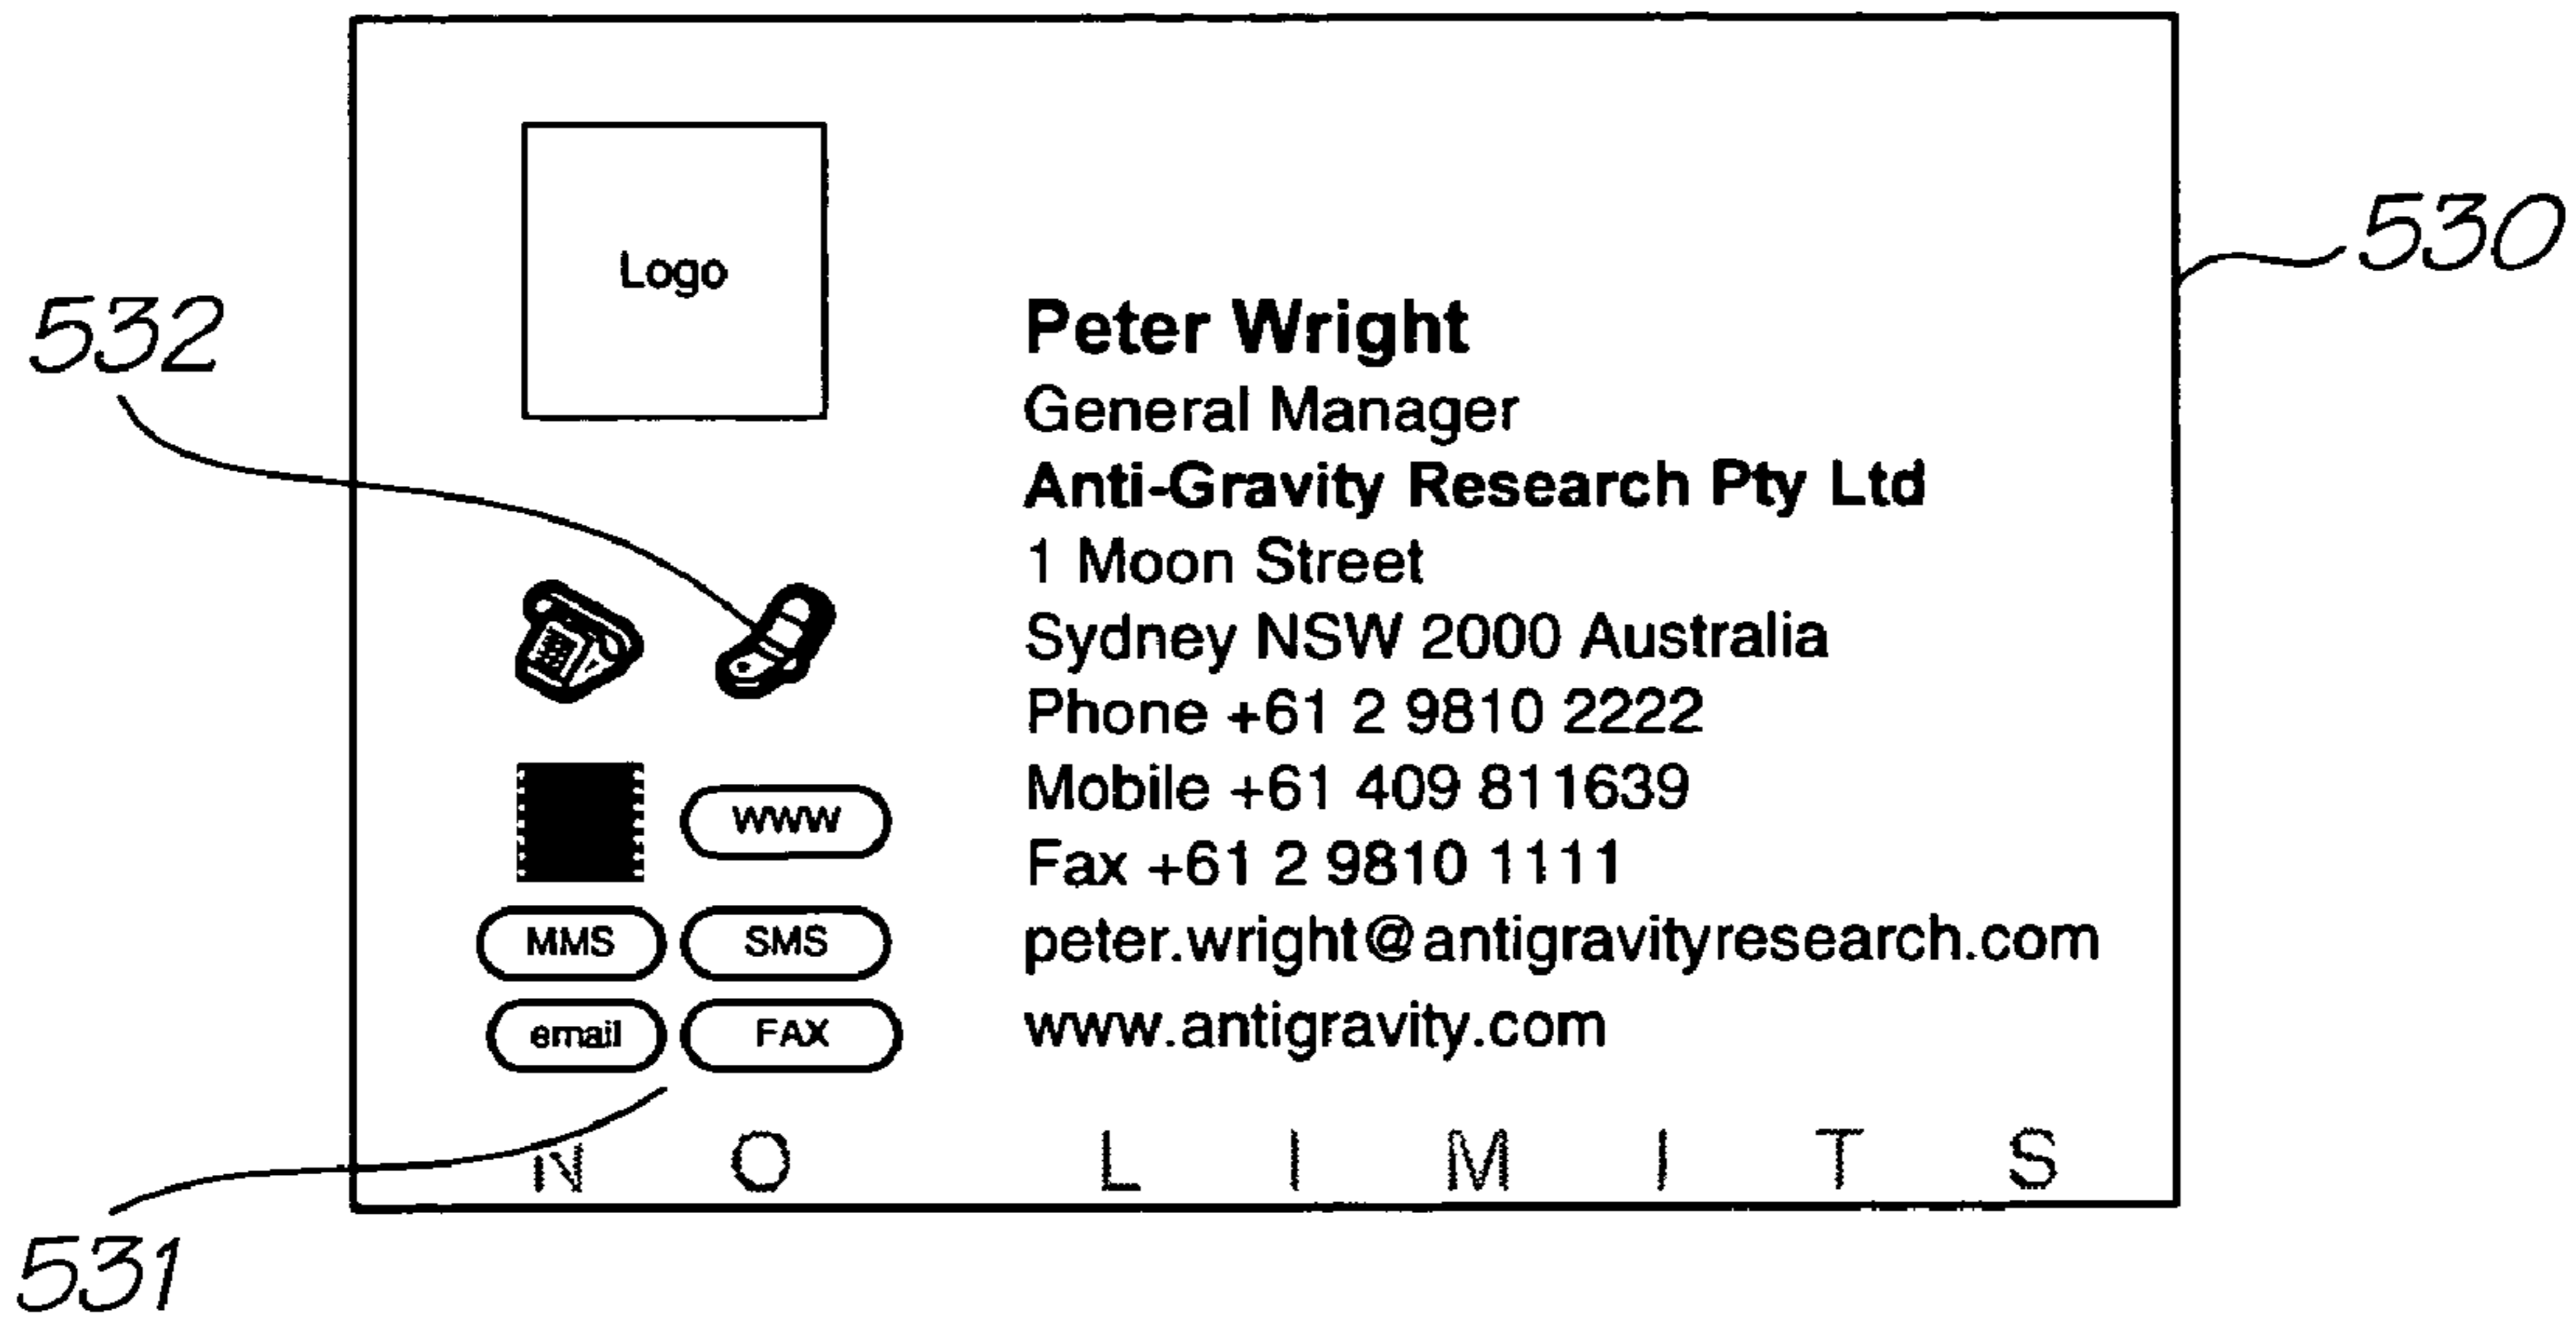 Logo
530
532
Peter Wright
General Manager
Anti-Gravity Research Pty Ltd
1 Moon Street
Sydney NSW 2000 Australia
Phone +61 2 9810 2222
Mobile +61 409 811639
Fax +61 2 9810 1111
peter.wright@antigravityresearch.com
www.antigravity.com
WWW
MMS SMS
email FAX
N O L I M I T S
531